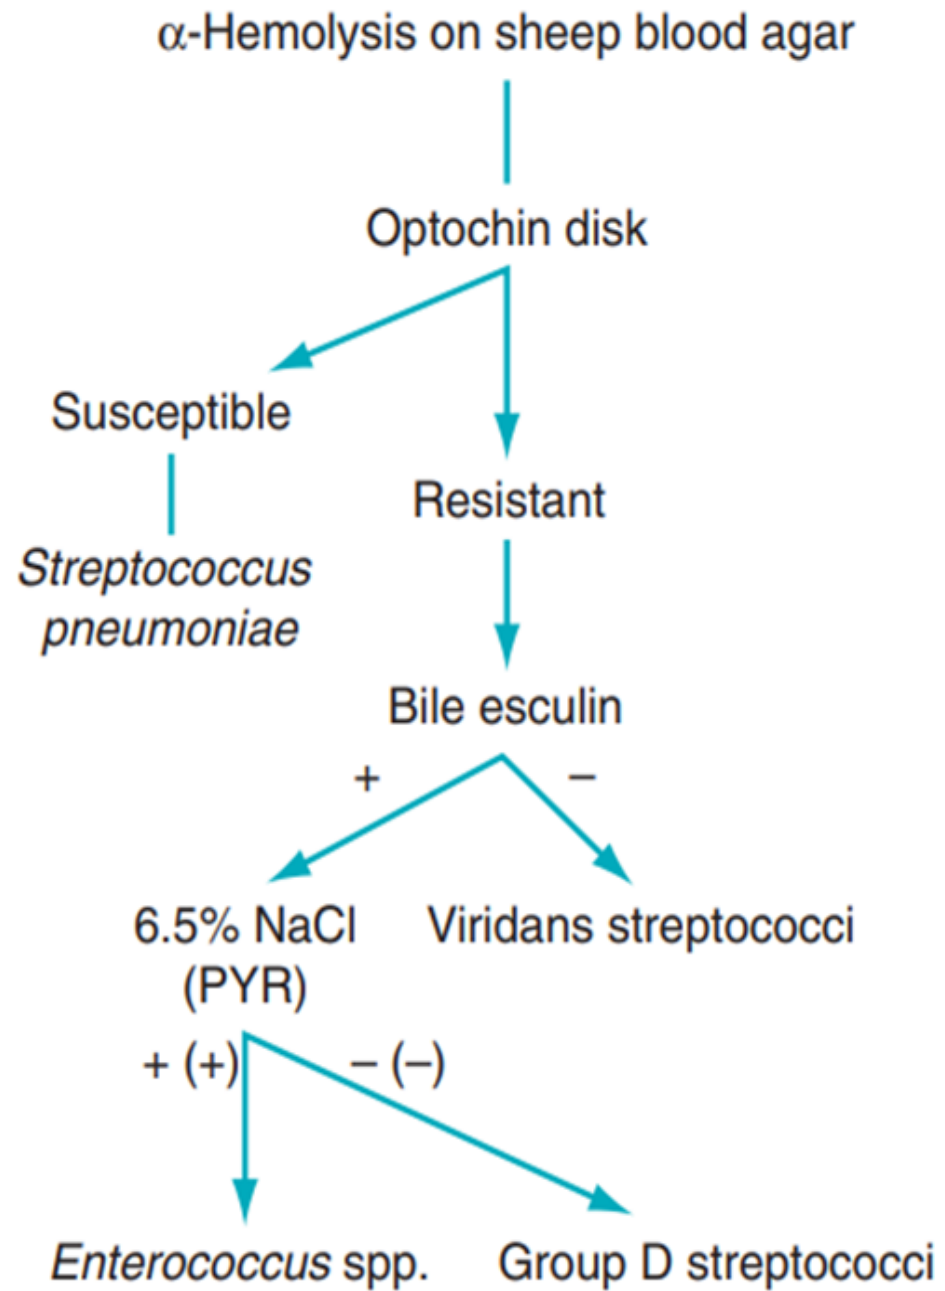 α-Hemolysis on sheep blood agar
Optochin disk
Susceptible
Resistant
Streptococcus
pneumoniae
Bile esculin
+
–
6.5% NaCl
(PYR)
Viridans streptococci
+ (+)
– (–)
Enterococcus spp.
Group D streptococci